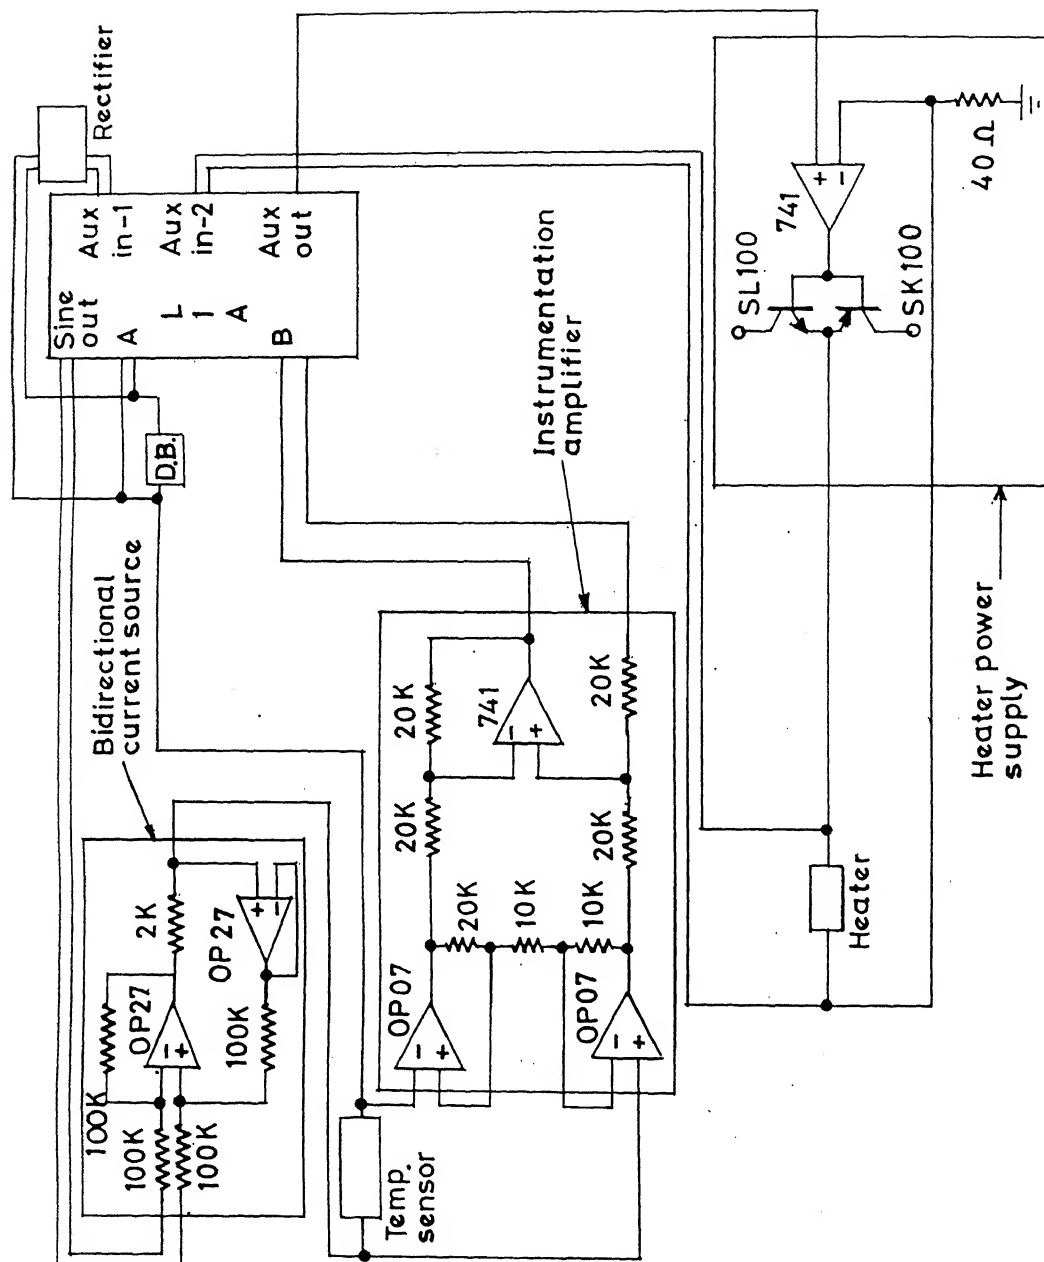 Rectifier
Sine out
Aux in-1
A
L
I
A
Aux in-2
B
Aux out
D.B.
Bidirectional
current source
2K
OP27
100K
OP27
100K
100K
100K
Temp.
sensor
Instrumentation
amplifier
20K
741
20K
20K
20K
20K
10K
10K
OP07
OP07
-
+
-
+
-
+
-
+
-
+
40Ω
+
-
741
SL100
SK100
Heater power
supply
Heater